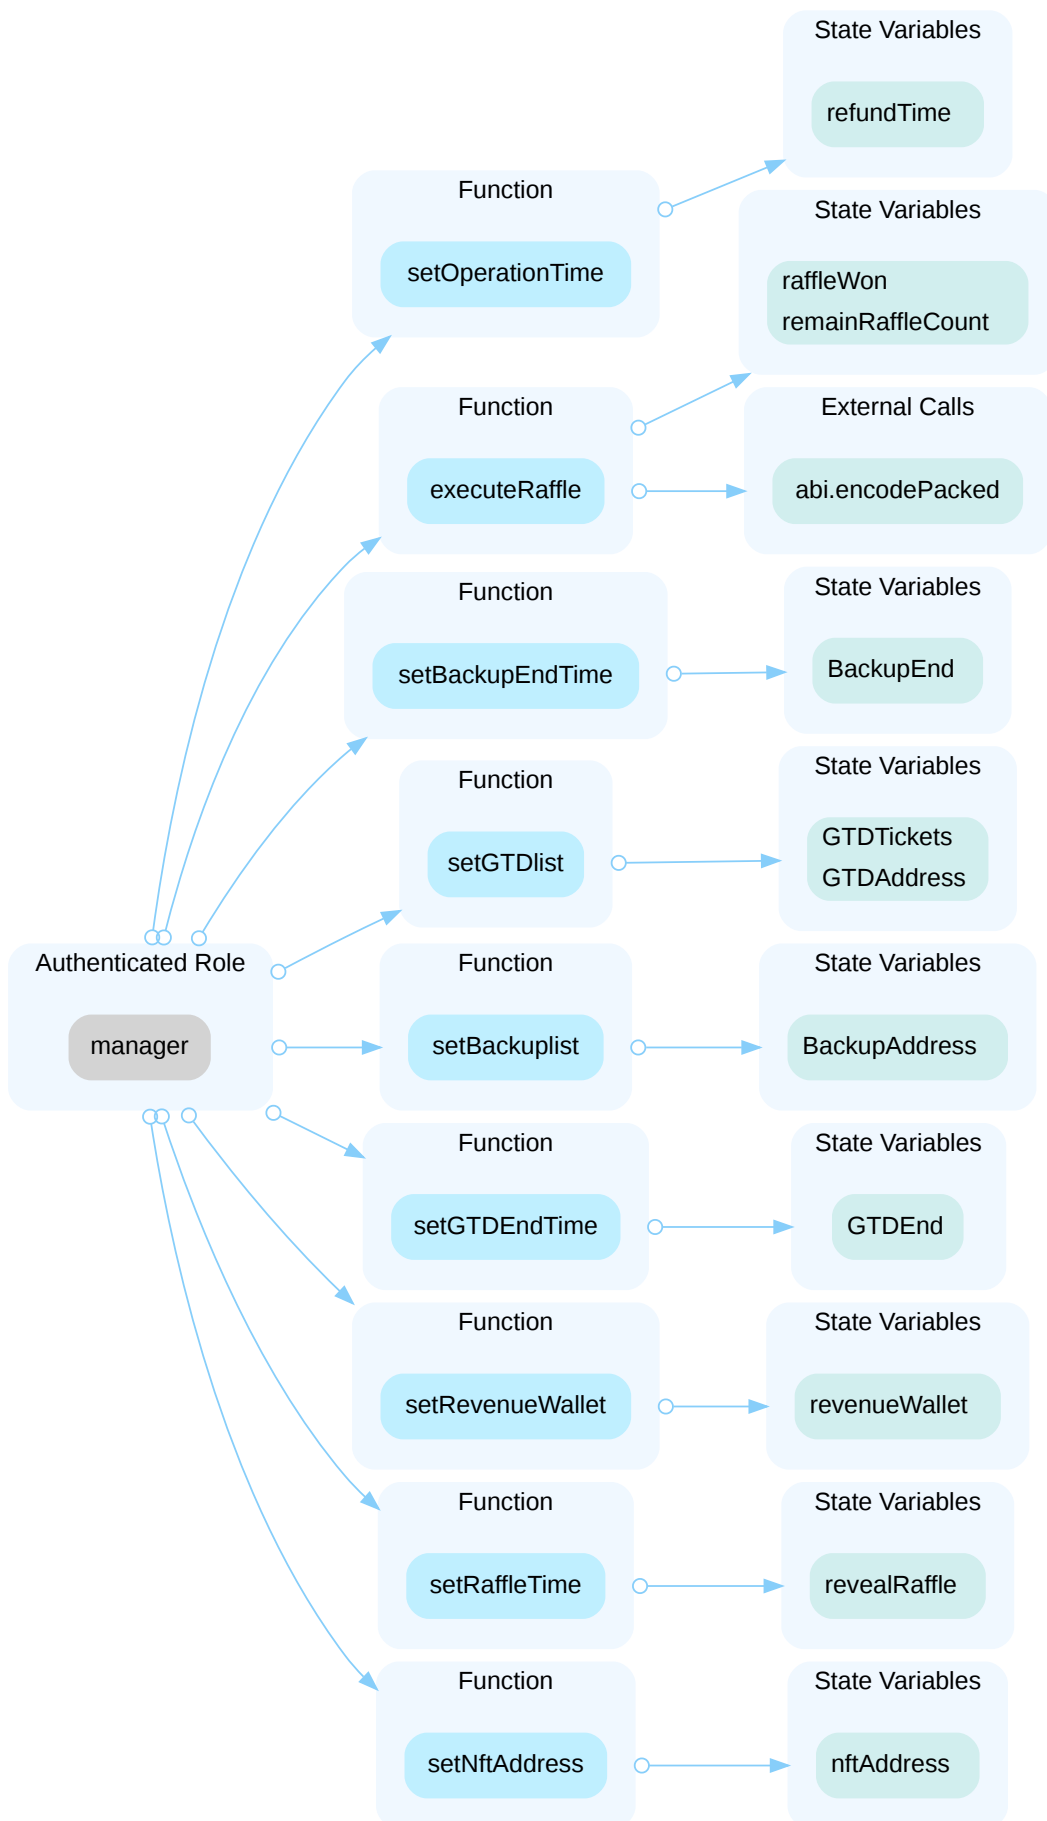 State Variables
refundTime
Function
setOperationTime
State Variables
raffleWon
remainRaffleCount
Function
executeRaffle
External Calls
abi.encodePacked
Function
setBackupEndTime
State Variables
BackupEnd
Function
setGTDlist
State Variables
GTDTickets
GTDAddress
Authenticated Role
manager
Function
setBackuplist
State Variables
BackupAddress
Function
setGTDEndTime
State Variables
GTDEnd
Function
setRevenueWallet
State Variables
revenueWallet
Function
setRaffleTime
State Variables
revealRaffle
Function
setNftAddress
State Variables
nftAddress